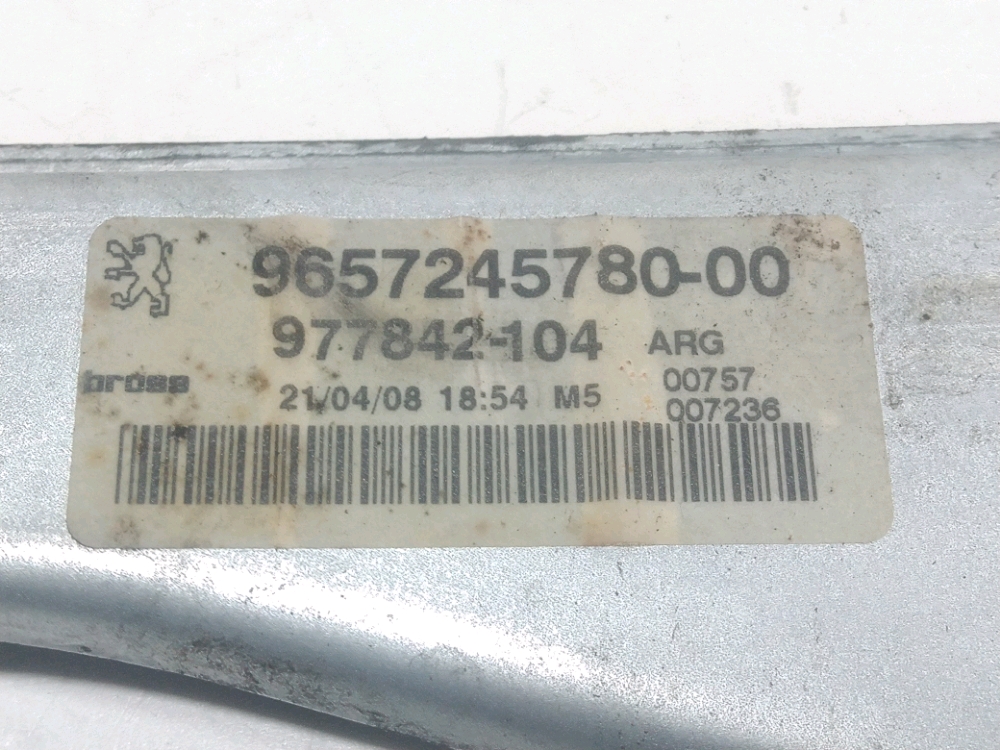 9657245780-00
977842-104 ARG
brose 00757
21/04/08 18:54 M5 007236